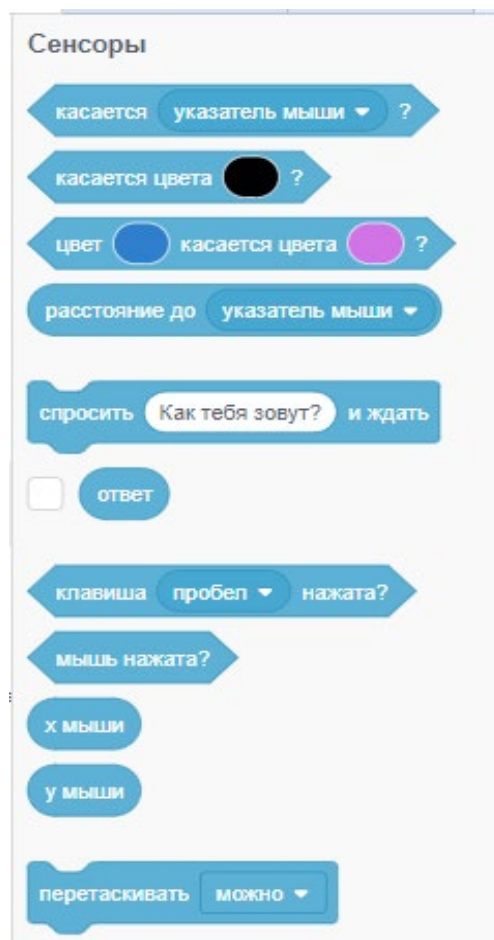 Сенсоры
касается указатель мыши ?
касается цвета ?
цвет касается цвета ?
расстояние до указатель мыши
спросить Как тебя зовут? и ждать
ответ
клавиша пробел нажата?
мышь нажата?
х мыши
у мыши
перетаскивать можно